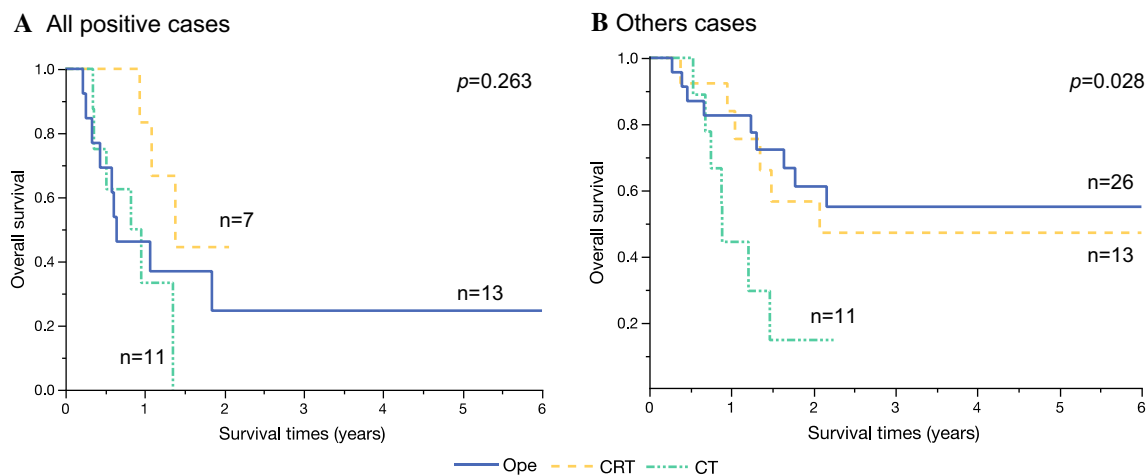 A All positive cases
1.0
0.8
0.6
0.4
0.2
0.0
Overall survival
p=0.263
n=7
n=13
n=11
0 1 2 3 4 5 6
Survival times (years)
B Others cases
1.0
0.8
0.6
0.4
0.2
Overall survival
p=0.028
n=26
n=13
n=11
0 1 2 3 4 5 6
Survival times (years)
Ope CRT CT